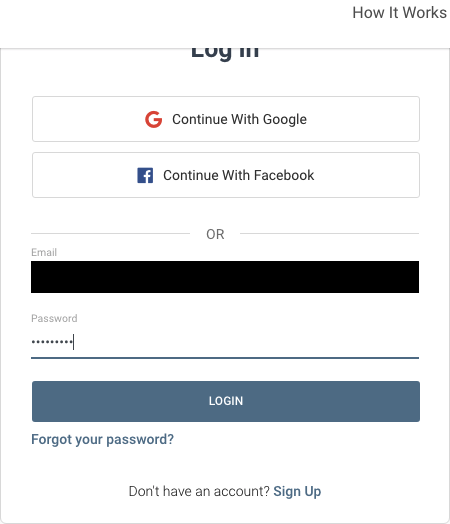 How It Works
Log In
Continue With Google
Continue With Facebook
OR
Email
Password
•••••••••
LOGIN
Forgot your password?
Don't have an account? Sign Up